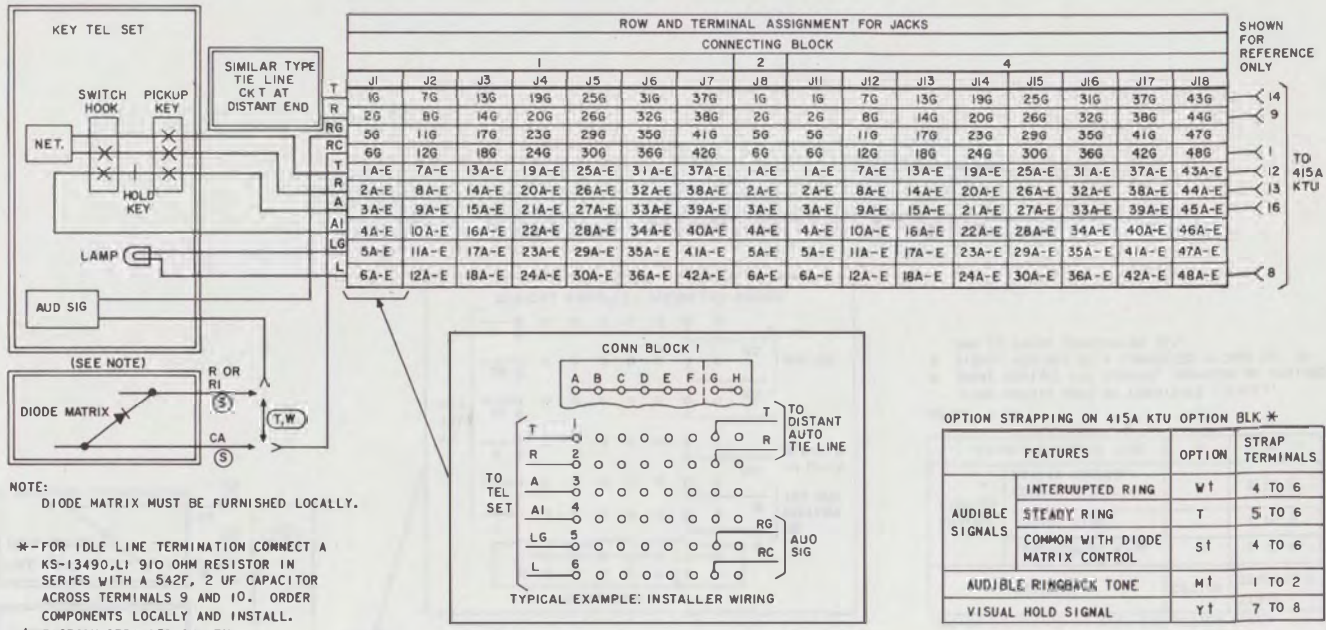 KEY TEL SET
SWITCH HOOK
PICKUP KEY
NET.
HOLD KEY
LAMP
AUD SIG
SIMILAR TYPE
TIE LINE
CKT AT
DISTANT END
(SEE NOTE)
DIODE MATRIX
R OR
RI
S
T,W
CA
S
ROW AND TERMINAL ASSIGNMENT FOR JACKS
CONNECTING BLOCK
1 2 4
J1 J2 J3 J4 J5 J6 J7 J8 J11 J12 J13 J14 J15 J16 J17 J18
T 1G 7G 13G 19G 25G 31G 37G 1G 1G 7G 13G 19G 25G 31G 37G 43G 14
R 2G 8G 14G 20G 26G 32G 38G 2G 2G 8G 14G 20G 26G 32G 38G 44G 9
RG 5G 11G 17G 23G 29G 35G 41G 5G 5G 11G 17G 23G 29G 35G 41G 47G
RC 6G 12G 18G 24G 30G 36G 42G 6G 6G 12G 18G 24G 30G 36G 42G 48G 1
T 1A-E 7A-E 13A-E 19A-E 25A-E 31A-E 37A-E 1A-E 1A-E 7A-E 13A-E 19A-E 25A-E 31A-E 37A-E 43A-E 12
R 2A-E 8A-E 14A-E 20A-E 26A-E 32A-E 38A-E 2A-E 2A-E 8A-E 14A-E 20A-E 26A-E 32A-E 38A-E 44A-E 13
A 3A-E 9A-E 15A-E 21A-E 27A-E 33A-E 39A-E 3A-E 3A-E 9A-E 15A-E 21A-E 27A-E 33A-E 39A-E 45A-E 16
A1 4A-E 10A-E 16A-E 22A-E 28A-E 34A-E 40A-E 4A-E 4A-E 10A-E 16A-E 22A-E 28A-E 34A-E 40A-E 46A-E
LG 5A-E 11A-E 17A-E 23A-E 29A-E 35A-E 41A-E 5A-E 5A-E 11A-E 17A-E 23A-E 29A-E 35A-E 41A-E 47A-E
L 6A-E 12A-E 18A-E 24A-E 30A-E 36A-E 42A-E 6A-E 6A-E 12A-E 18A-E 24A-E 30A-E 36A-E 42A-E 48A-E 8
SHOWN
FOR
REFERENCE
ONLY
TO
415A
KTU
NOTE:
DIODE MATRIX MUST BE FURNISHED LOCALLY.
*-FOR IDLE LINE TERMINATION CONNECT A
KS-13490,L1 910 OHM RESISTOR IN
SERIES WITH A 542F, 2 UF CAPACITOR
ACROSS TERMINALS 9 AND 10. ORDER
COMPONENTS LOCALLY AND INSTALL.
CONN BLOCK 1
A B C D E F G H
TO
TEL
SET
T 1
R 2
A 3
A1 4
LG 5
L 6
T
R
TO
DISTANT
AUTO
TIE LINE
RG
RC
AUO
SIG
TYPICAL EXAMPLE: INSTALLER WIRING
OPTION STRAPPING ON 415A KTU OPTION BLK *
FEATURES OPTION STRAP TERMINALS
AUDIBLE SIGNALS
INTERUUPTED RING W† 4 TO 6
STEADY RING T 5 TO 6
COMMON WITH DIODE MATRIX CONTROL S† 4 TO 6
AUDIBLE RINGBACK TONE M† 1 TO 2
VISUAL HOLD SIGNAL Y† 7 TO 8